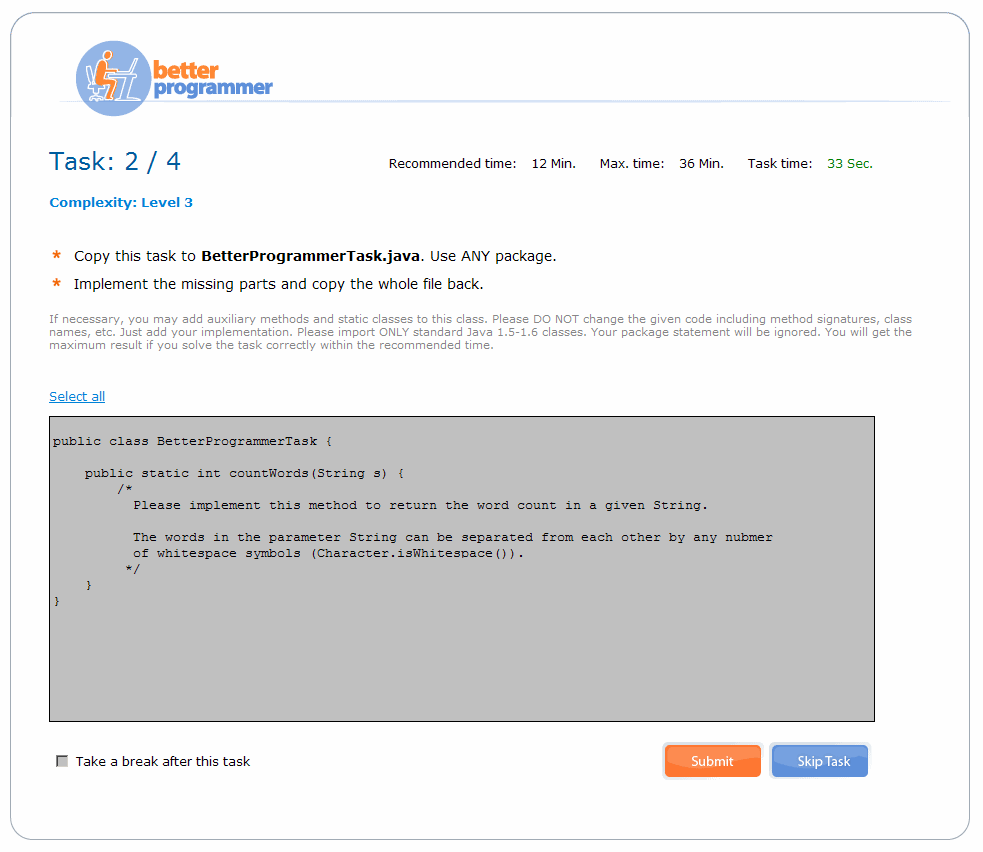 better
programmer
Task: 2 / 4
Recommended time: 12 Min. Max. time: 36 Min. Task time: 33 Sec.
Complexity: Level 3
* Copy this task to BetterProgrammerTask.java. Use ANY package.
* Implement the missing parts and copy the whole file back.
If necessary, you may add auxiliary methods and static classes to this class. Please DO NOT change the given code including method signatures, class
names, etc. Just add your implementation. Please import ONLY standard Java 1.5-1.6 classes. Your package statement will be ignored. You will get the
maximum result if you solve the task correctly within the recommended time.
Select all
public class BetterProgrammerTask {
public static int countWords(String s) {
/*
Please implement this method to return the word count in a given String.
The words in the parameter String can be separated from each other by any nubmer
of whitespace symbols (Character.isWhitespace()).
*/
}
}
Take a break after this task
Submit
Skip Task